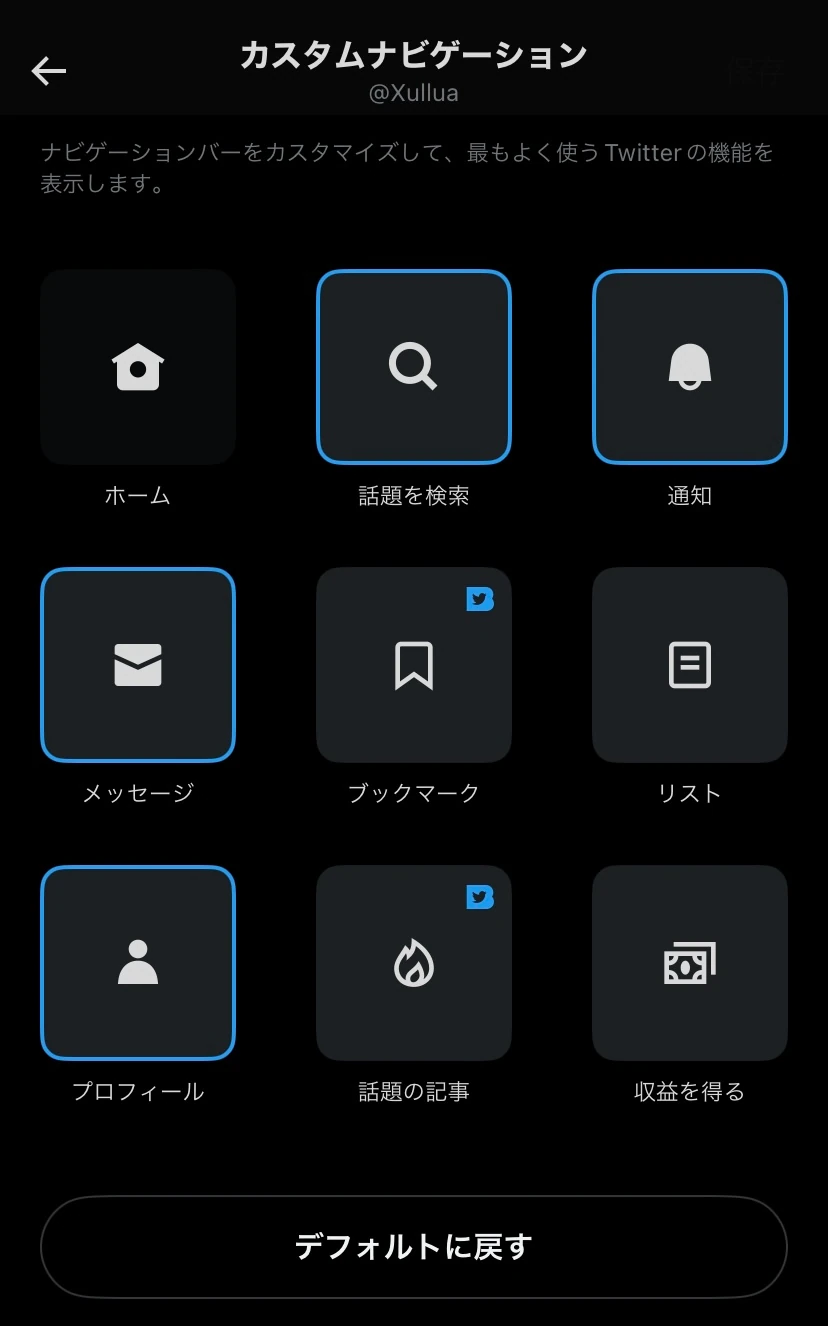 カスタムナビゲーション
@Xullua
保存
ナビゲーションバーをカスタマイズして、最もよく使う Twitter の機能を
表示します。
ホーム
話題を検索
通知
メッセージ
ブックマーク
リスト
プロフィール
話題の記事
収益を得る
デフォルトに戻す